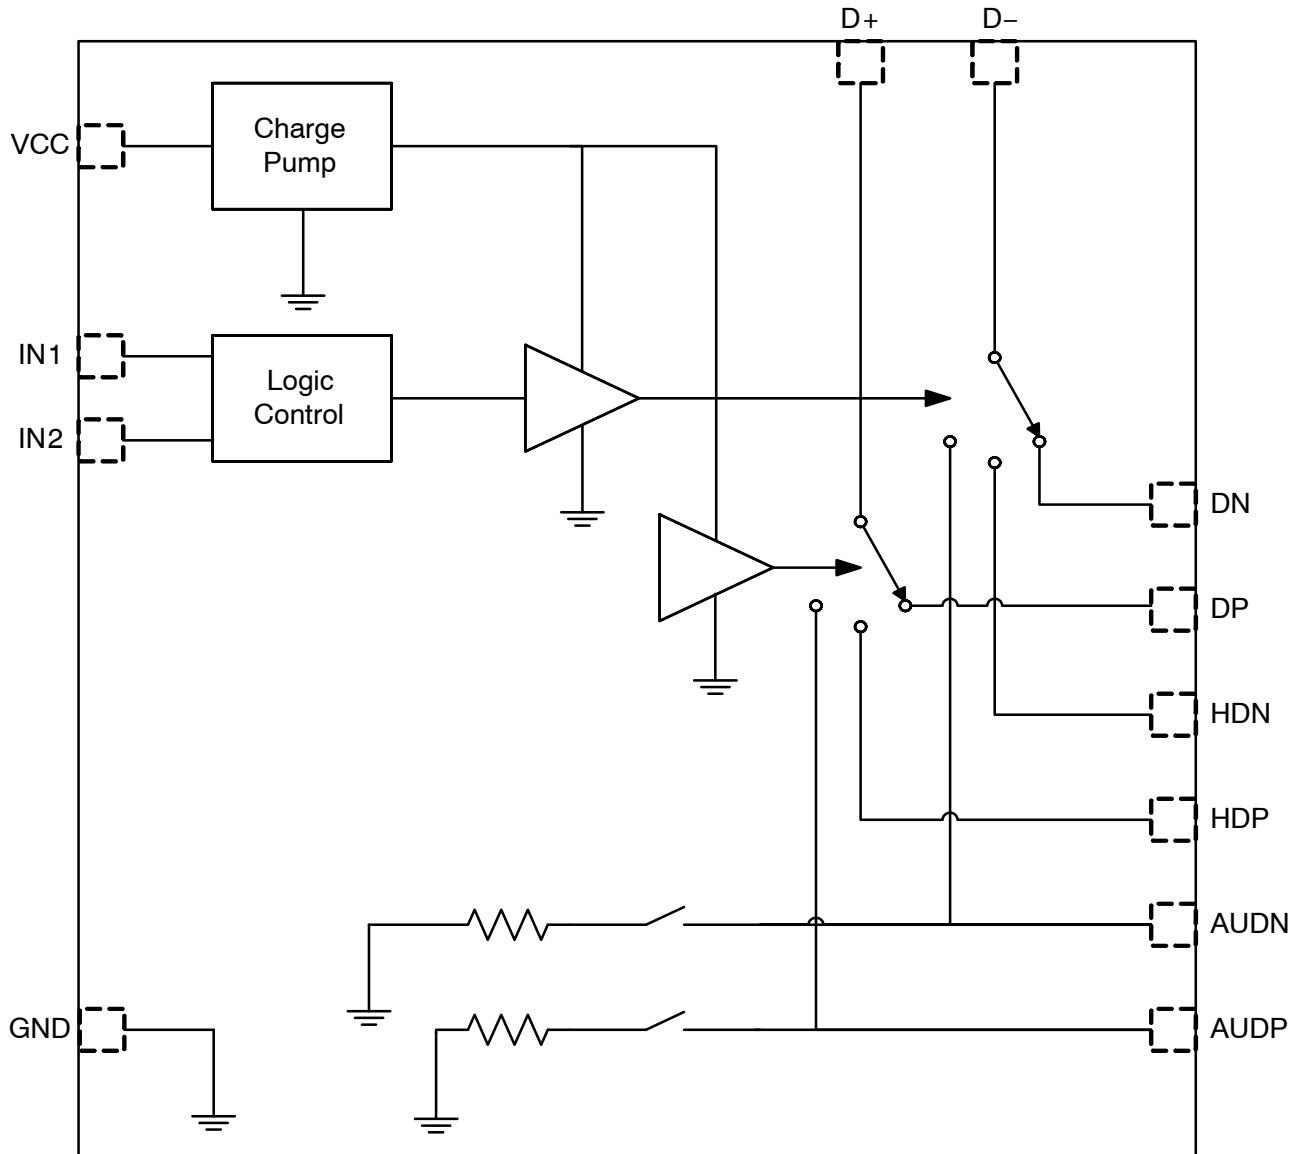 D+
D−
VCC
Charge
Pump
IN1
Logic
Control
IN2
DN
DP
HDN
HDP
AUDN
GND
AUDP